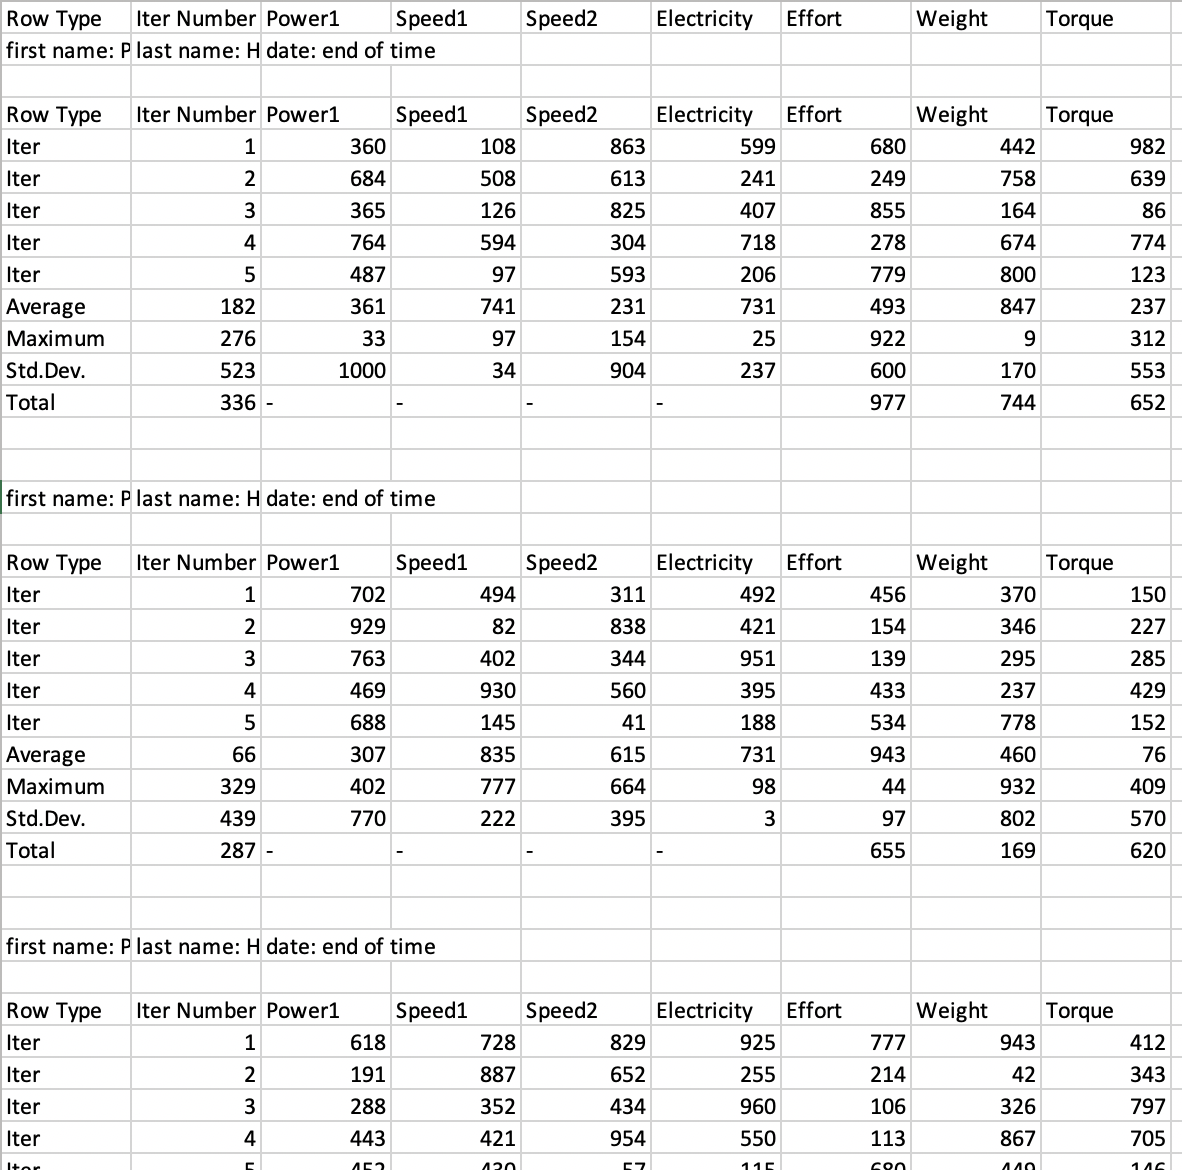 Row Type Iter Number Power1 Speed1 Speed2 Electricity Effort Weight Torque
first name: P last name: H date: end of time
Row Type Iter Number Power1 Speed1 Speed2 Electricity Effort Weight Torque
Iter 1 360 108 863 599 680 442 982
Iter 2 684 508 613 241 249 758 639
Iter 3 365 126 825 407 855 164 86
Iter 4 764 594 304 718 278 674 774
Iter 5 487 97 593 206 779 800 123
Average 182 361 741 231 731 493 847 237
Maximum 276 33 97 154 25 922 9 312
Std.Dev. 523 1000 34 904 237 600 170 553
Total 336 - - - - 977 744 652
first name: P last name: H date: end of time
Row Type Iter Number Power1 Speed1 Speed2 Electricity Effort Weight Torque
Iter 1 702 494 311 492 456 370 150
Iter 2 929 82 838 421 154 346 227
Iter 3 763 402 344 951 139 295 285
Iter 4 469 930 560 395 433 237 429
Iter 5 688 145 41 188 534 778 152
Average 66 307 835 615 731 943 460 76
Maximum 329 402 777 664 98 44 932 409
Std.Dev. 439 770 222 395 3 97 802 570
Total 287 - - - - 655 169 620
first name: P last name: H date: end of time
Row Type Iter Number Power1 Speed1 Speed2 Electricity Effort Weight Torque
Iter 1 618 728 829 925 777 943 412
Iter 2 191 887 652 255 214 42 343
Iter 3 288 352 434 960 106 326 797
Iter 4 443 421 954 550 113 867 705
Iter 5 452 430 57 115 680 449 146